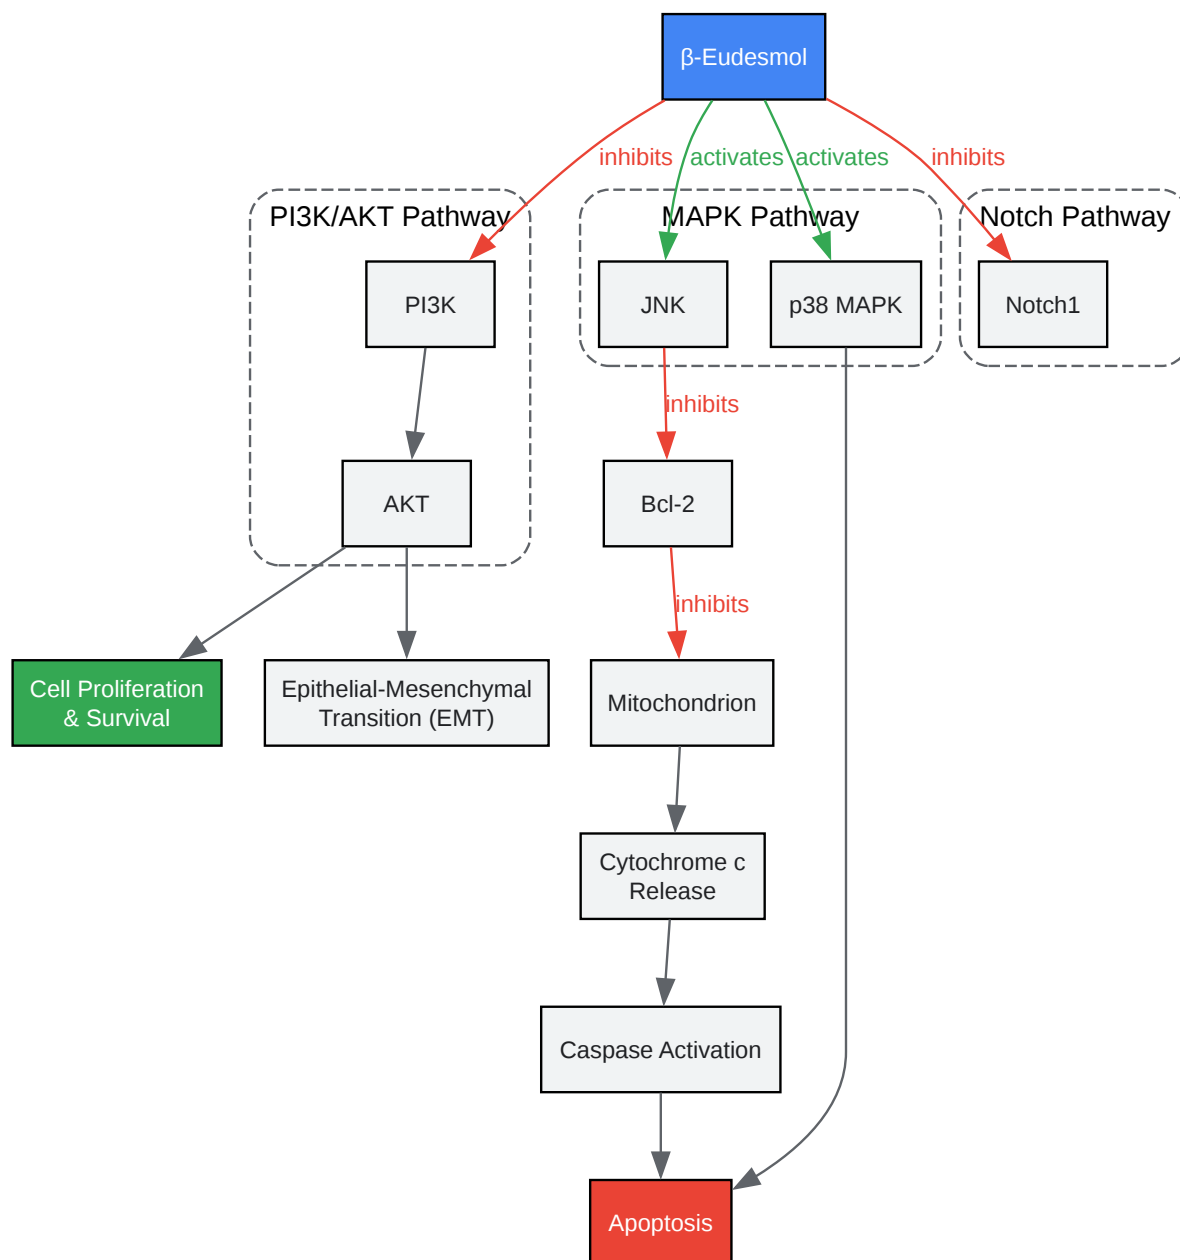 β-Eudesmol
inhibits
activates
activates
inhibits
PI3K/AKT Pathway
MAPK Pathway
Notch Pathway
PI3K
JNK
p38 MAPK
Notch1
inhibits
AKT
Bcl-2
inhibits
Cell Proliferation
& Survival
Epithelial-Mesenchymal
Transition (EMT)
Mitochondrion
Cytochrome c
Release
Caspase Activation
Apoptosis